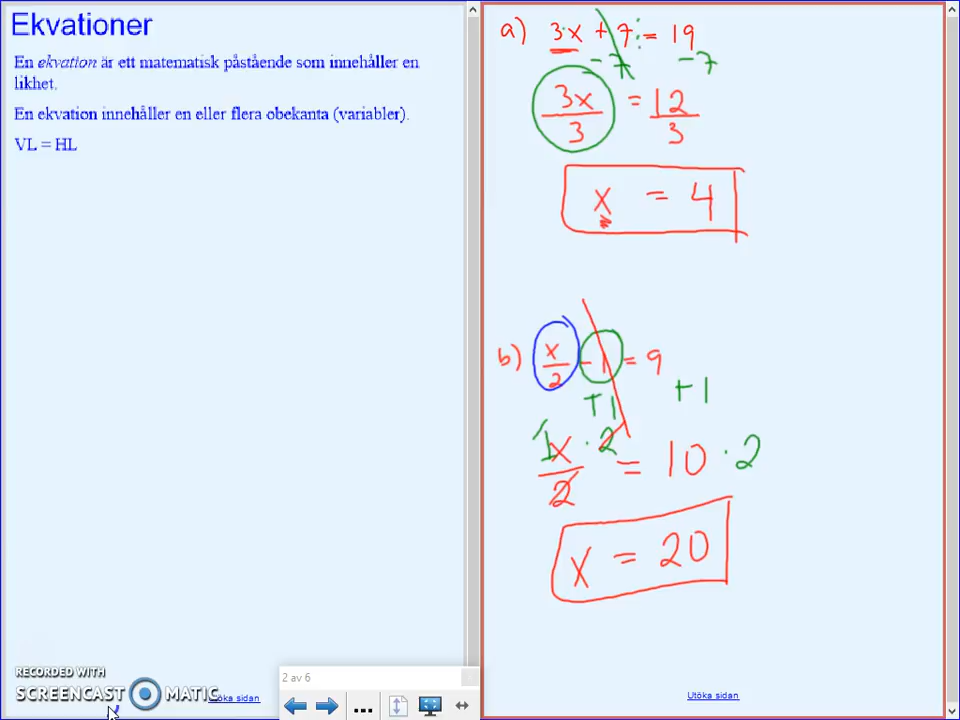 Ekvationer
En ekvation är ett matematisk påstående som innehåller en
likhet.
En ekvation innehåller en eller flera obekanta (variabler).
VL = HL
a) 3·x + 7 = 19
-7 -7
3x/3 = 12/3
x = 4
b) x/2 - 1 = 9
+1 +1
1x/2 · 2 = 10 · 2
x = 20
RECORDED WITH
SCREENCAST MATIC
Utöka sidan
2 av 6
Utöka sidan